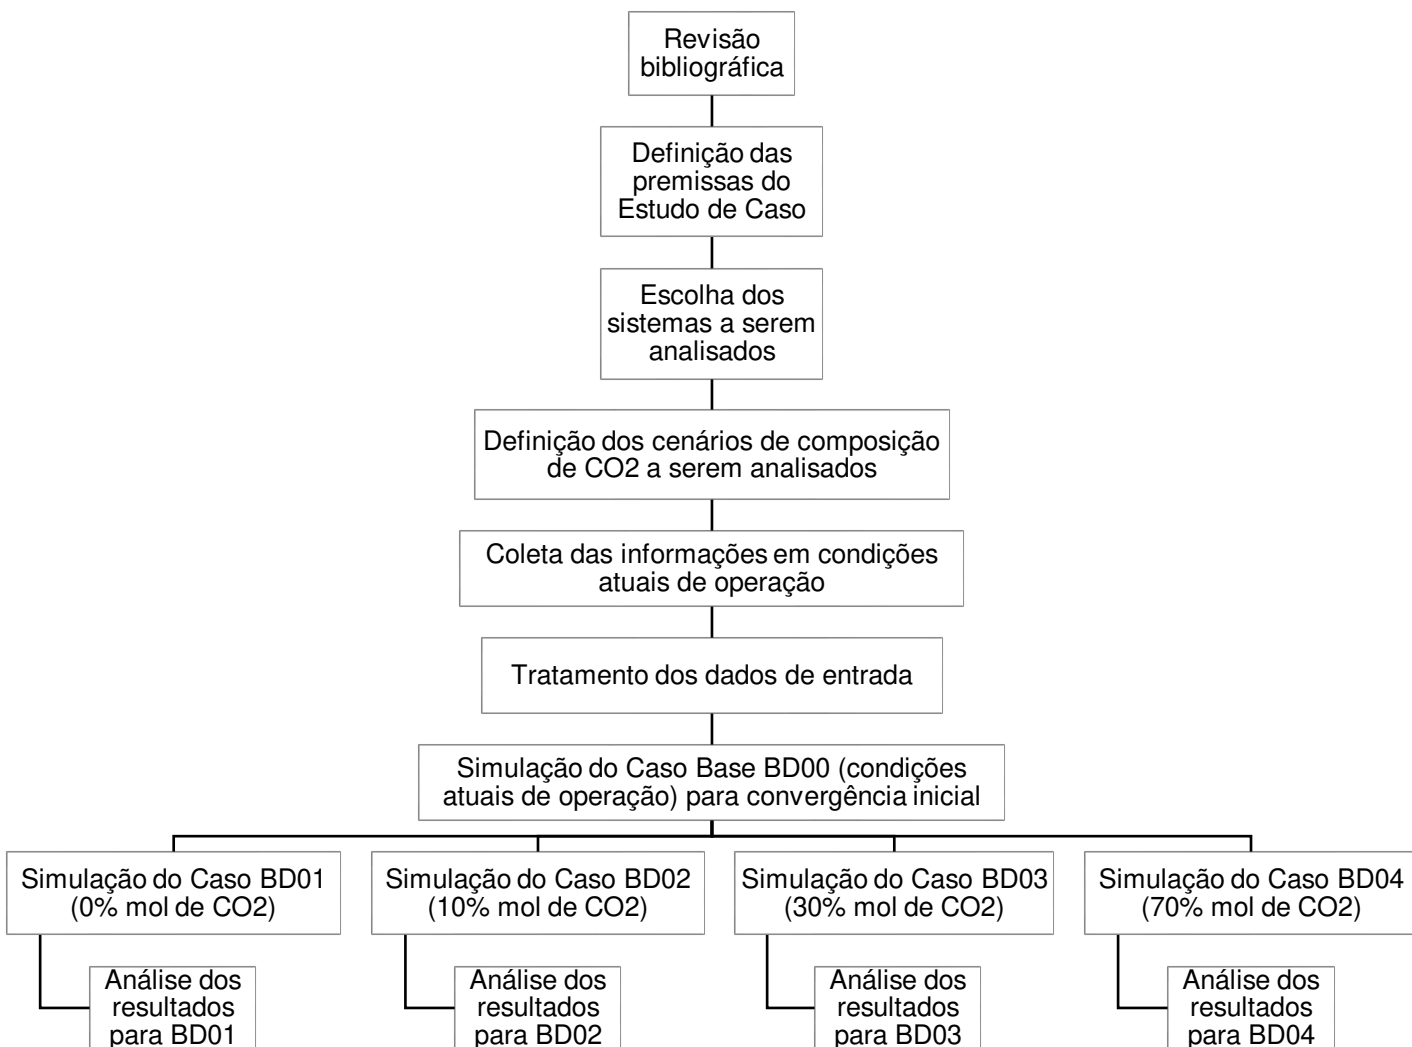 Revisão
bibliográfica
Definição das
premissas do
Estudo de Caso
Escolha dos
sistemas a serem
analisados
Definição dos cenários de composição
de CO2 a serem analisados
Coleta das informações em condições
atuais de operação
Tratamento dos dados de entrada
Simulação do Caso Base BD00 (condições
atuais de operação) para convergência inicial
Simulação do Caso BD01
(0% mol de CO2)
Simulação do Caso BD02
(10% mol de CO2)
Simulação do Caso BD03
(30% mol de CO2)
Simulação do Caso BD04
(70% mol de CO2)
Análise dos
resultados
para BD01
Análise dos
resultados
para BD02
Análise dos
resultados
para BD03
Análise dos
resultados
para BD04